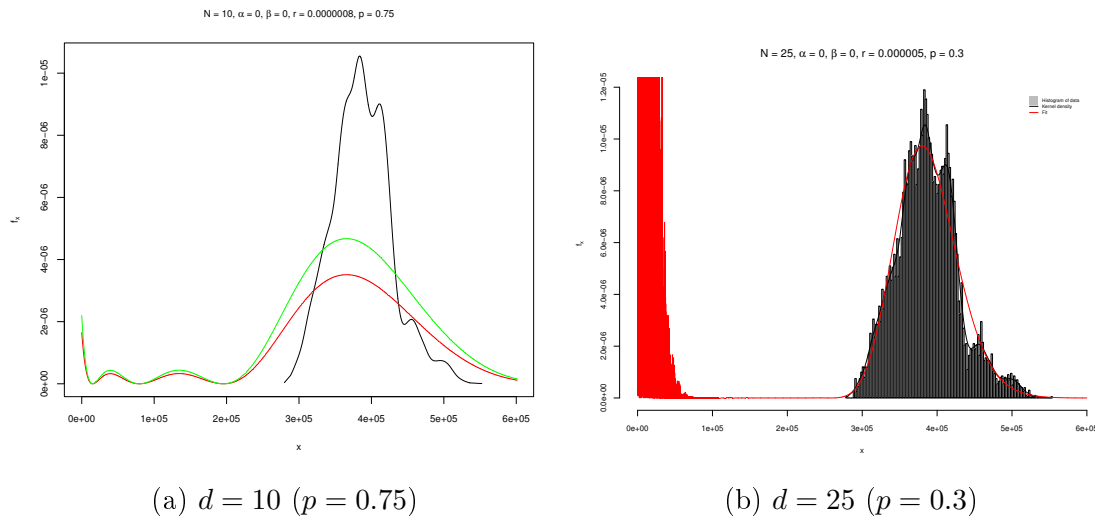 N = 10, α = 0, β = 0, r = 0.0000008, p = 0.75
1e-05
8e-06
6e-06
4e-06
2e-06
0e+00
f_x
0e+00 1e+05 2e+05 3e+05 4e+05 5e+05 6e+05
x
(a) d = 10 (p = 0.75)
N = 25, α = 0, β = 0, r = 0.000005, p = 0.3
1.2e-05
1.0e-05
8.0e-06
6.0e-06
4.0e-06
2.0e-06
0.0e+00
f_x
Histogram of data
Kernel density
Fit
0e+00 1e+05 2e+05 3e+05 4e+05 5e+05 6e+05
x
(b) d = 25 (p = 0.3)